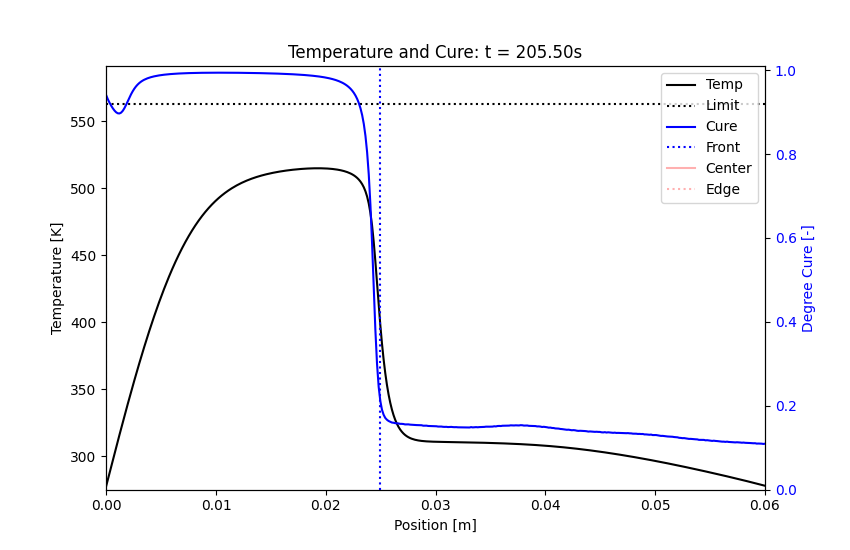 Temperature and Cure: t = 205.50s
Temperature [K]
550
500
450
400
350
300
Temp
Limit
Cure
Front
Center
Edge
1.0
0.8
0.6
0.4
0.2
0.0
Degree Cure [-]
0.00 0.01 0.02 0.03 0.04 0.05 0.06
Position [m]